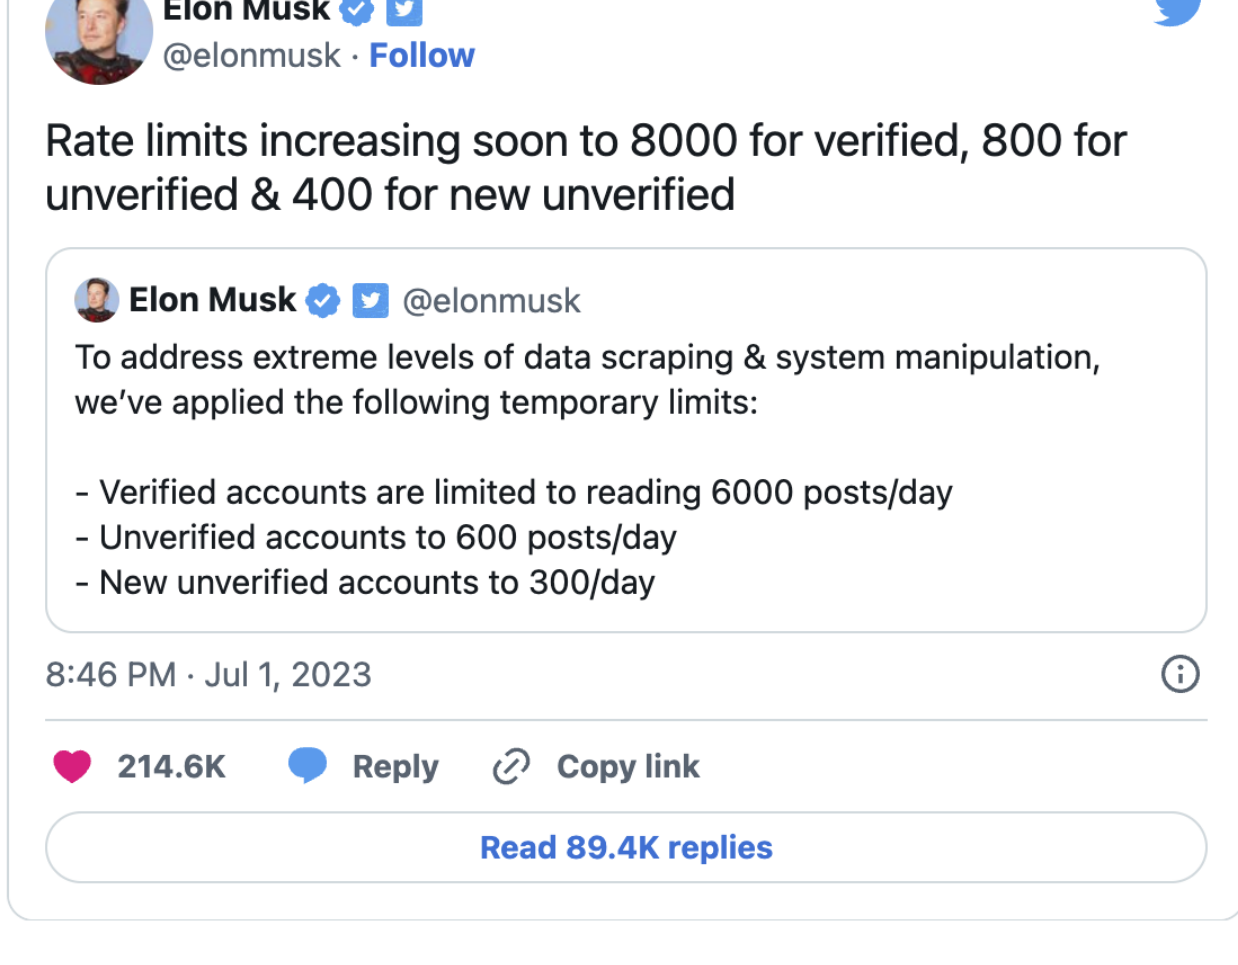 Elon Musk
@elonmusk · Follow
Rate limits increasing soon to 8000 for verified, 800 for
unverified & 400 for new unverified
Elon Musk @elonmusk
To address extreme levels of data scraping & system manipulation,
we’ve applied the following temporary limits:
- Verified accounts are limited to reading 6000 posts/day
- Unverified accounts to 600 posts/day
- New unverified accounts to 300/day
8:46 PM · Jul 1, 2023
214.6K Reply Copy link
Read 89.4K replies